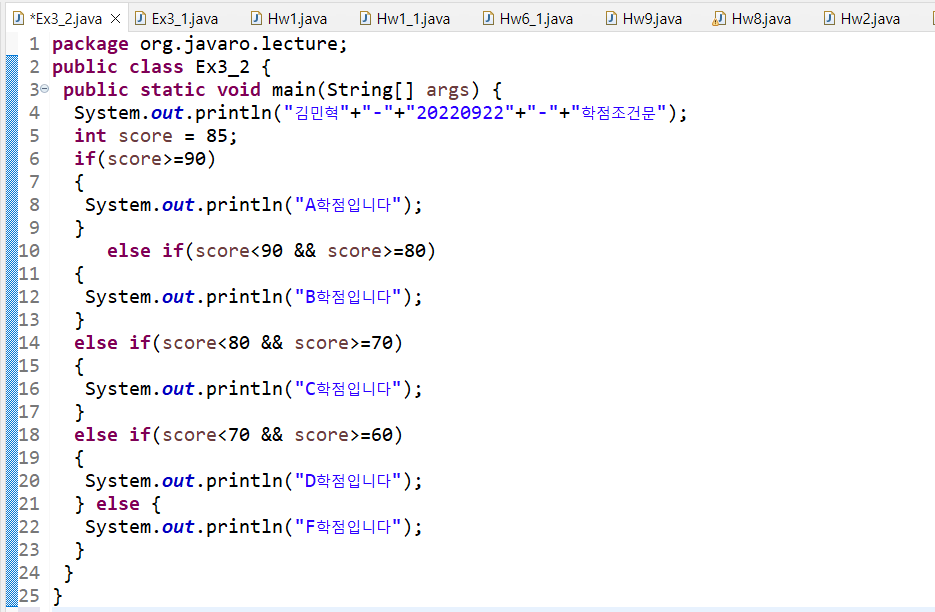 *Ex3_2.java Ex3_1.java Hw1.java Hw1_1.java Hw6_1.java Hw9.java Hw8.java Hw2.java
1 package org.javaro.lecture;
2 public class Ex3_2 {
3 public static void main(String[] args) {
4 System.out.println("김민혁"+"-"+"20220922"+"-"+"학점조건문");
5 int score = 85;
6 if(score>=90)
7 {
8 System.out.println("A학점입니다");
9 }
10 else if(score<90 && score>=80)
11 {
12 System.out.println("B학점입니다");
13 }
14 else if(score<80 && score>=70)
15 {
16 System.out.println("C학점입니다");
17 }
18 else if(score<70 && score>=60)
19 {
20 System.out.println("D학점입니다");
21 } else {
22 System.out.println("F학점입니다");
23 }
24 }
25 }